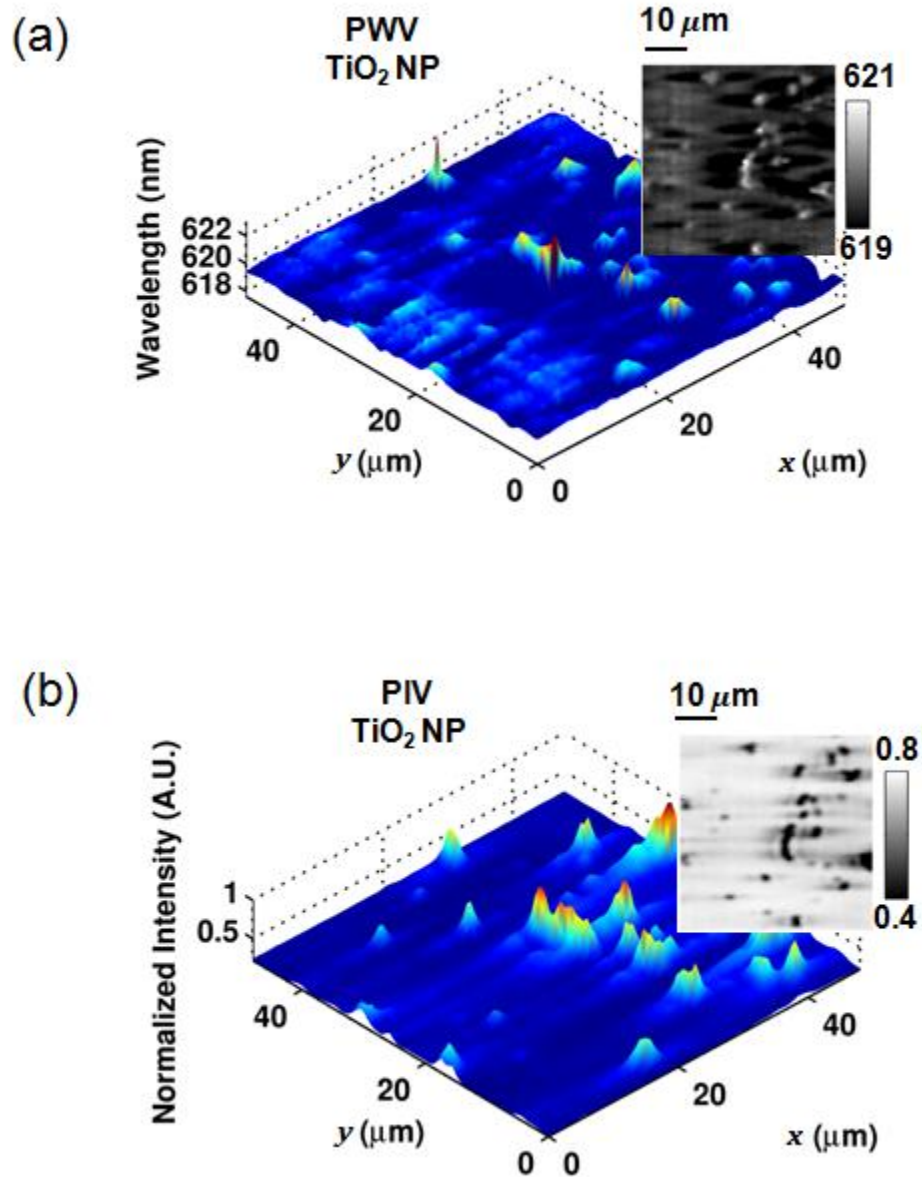 (a)
PWV
TiO₂ NP
10 μm
621
619
Wavelength (nm)
622
620
618
40
20
0
y (μm)
0
20
40
x (μm)
(b)
PIV
TiO₂ NP
10 μm
0.8
0.4
Normalized Intensity (A.U.)
1
0.5
40
20
0
y (μm)
0
20
40
x (μm)